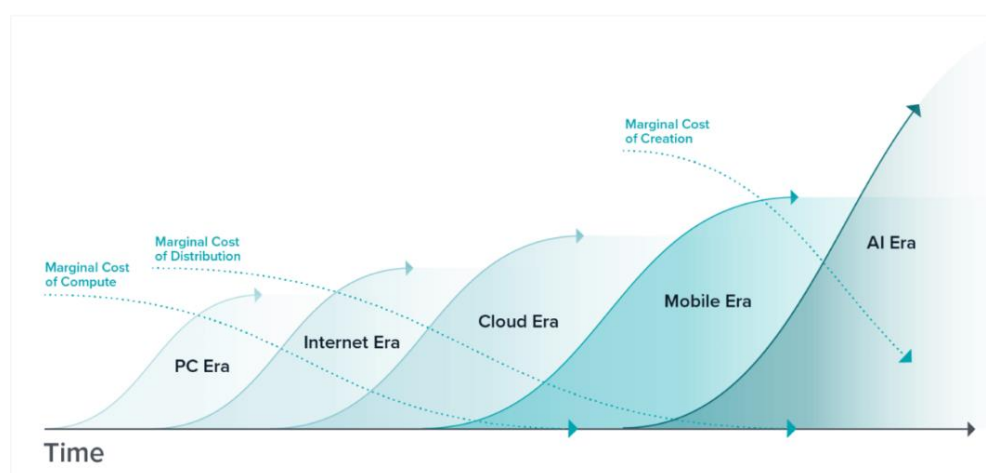 Marginal Cost
of Creation
Marginal Cost
of Distribution
Marginal Cost
of Compute
PC Era
Internet Era
Cloud Era
Mobile Era
AI Era
Time